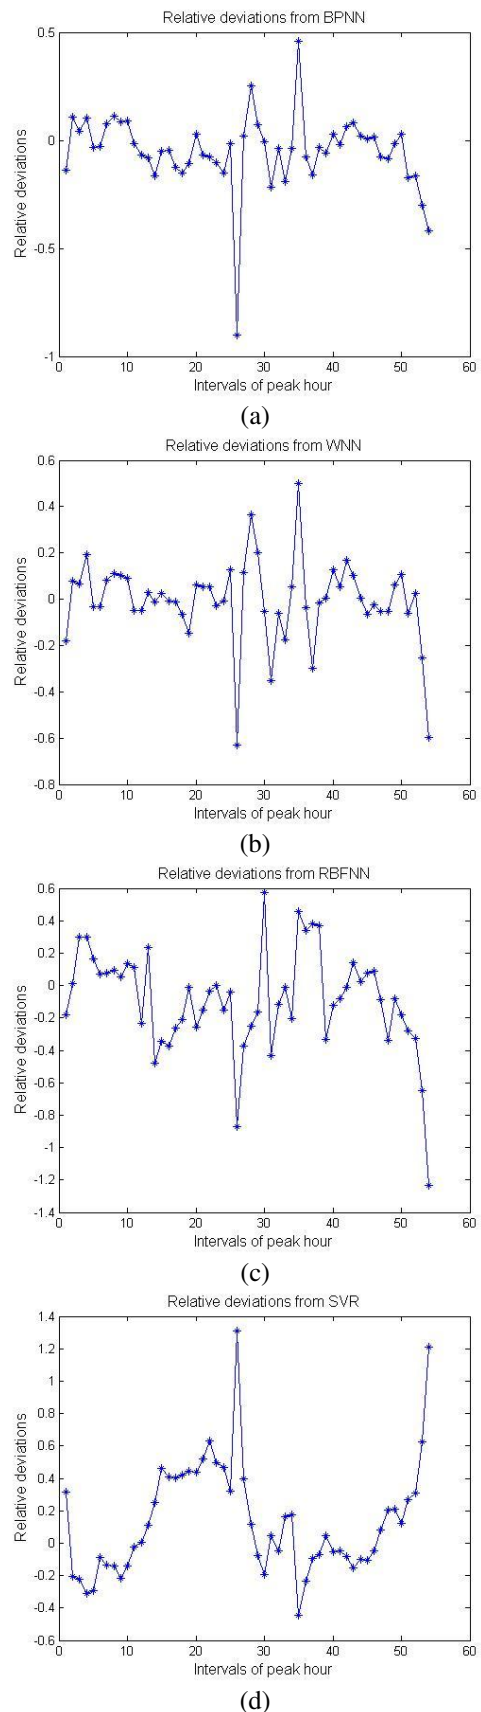 Relative deviations from BPNN
0.5
0
-0.5
-1
Relative deviations
0 10 20 30 40 50 60
Intervals of peak hour
(a)
Relative deviations from WNN
0.6
0.4
0.2
0
-0.2
-0.4
-0.6
-0.8
Relative deviations
0 10 20 30 40 50 60
Intervals of peak hour
(b)
Relative deviations from RBFNN
0.6
0.4
0.2
0
-0.2
-0.4
-0.6
-0.8
-1
-1.2
-1.4
Relative deviations
0 10 20 30 40 50 60
Intervals of peak hour
(c)
Relative deviations from SVR
1.4
1.2
1
0.8
0.6
0.4
0.2
0
-0.2
-0.4
-0.6
Relative deviations
0 10 20 30 40 50 60
Intervals of peak hour
(d)